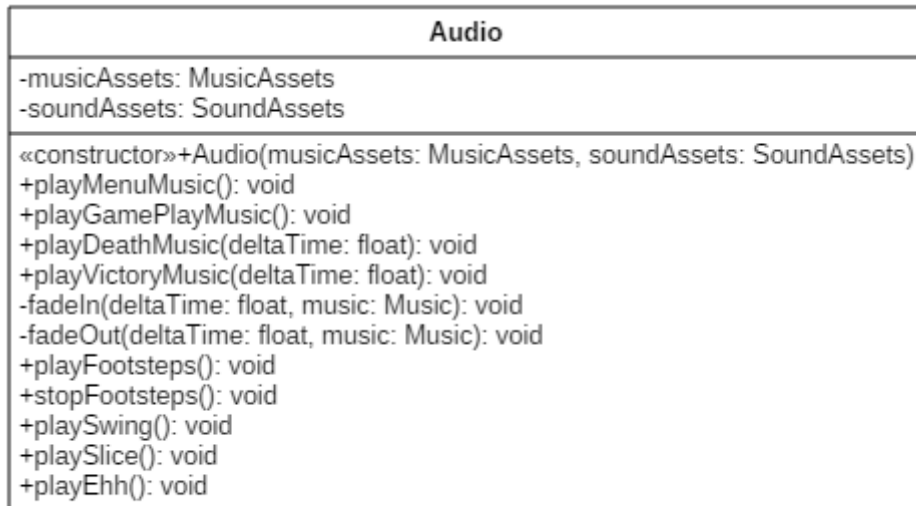 Audio
-musicAssets: MusicAssets
-soundAssets: SoundAssets
«constructor»+Audio(musicAssets: MusicAssets, soundAssets: SoundAssets)
+playMenuMusic(): void
+playGamePlayMusic(): void
+playDeathMusic(deltaTime: float): void
+playVictoryMusic(deltaTime: float): void
-fadeIn(deltaTime: float, music: Music): void
-fadeOut(deltaTime: float, music: Music): void
+playFootsteps(): void
+stopFootsteps(): void
+playSwing(): void
+playSlice(): void
+playEhh(): void